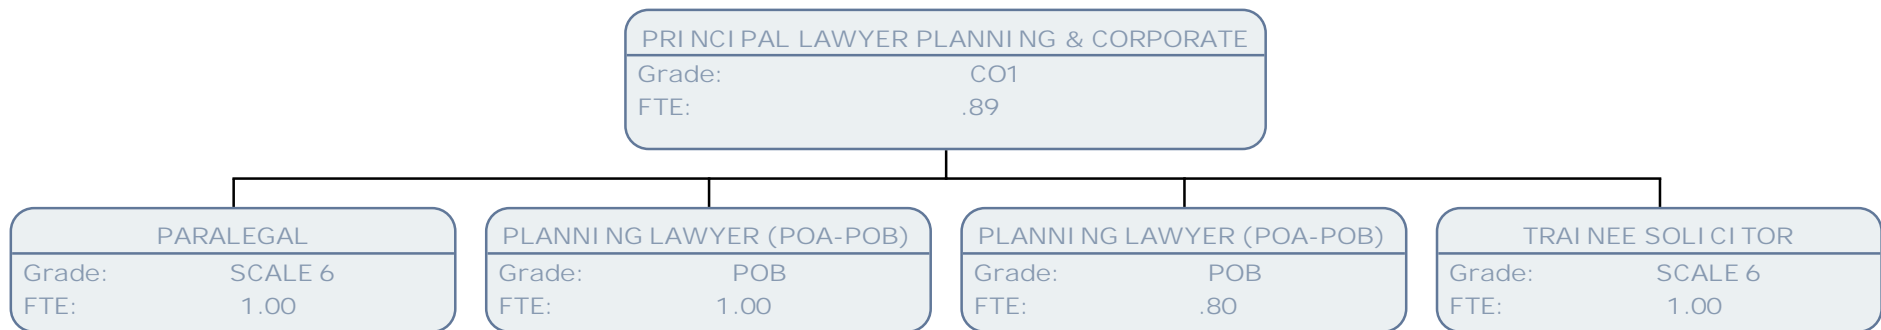 PRINCIPAL LAWYER PLANNING & CORPORATE
Grade: CO1
FTE: .89
PARALEGAL
Grade: SCALE 6
FTE: 1.00
PLANNING LAWYER (POA-POB)
Grade: POB
FTE: 1.00
PLANNING LAWYER (POA-POB)
Grade: POB
FTE: .80
TRAINEE SOLICITOR
Grade: SCALE 6
FTE: 1.00